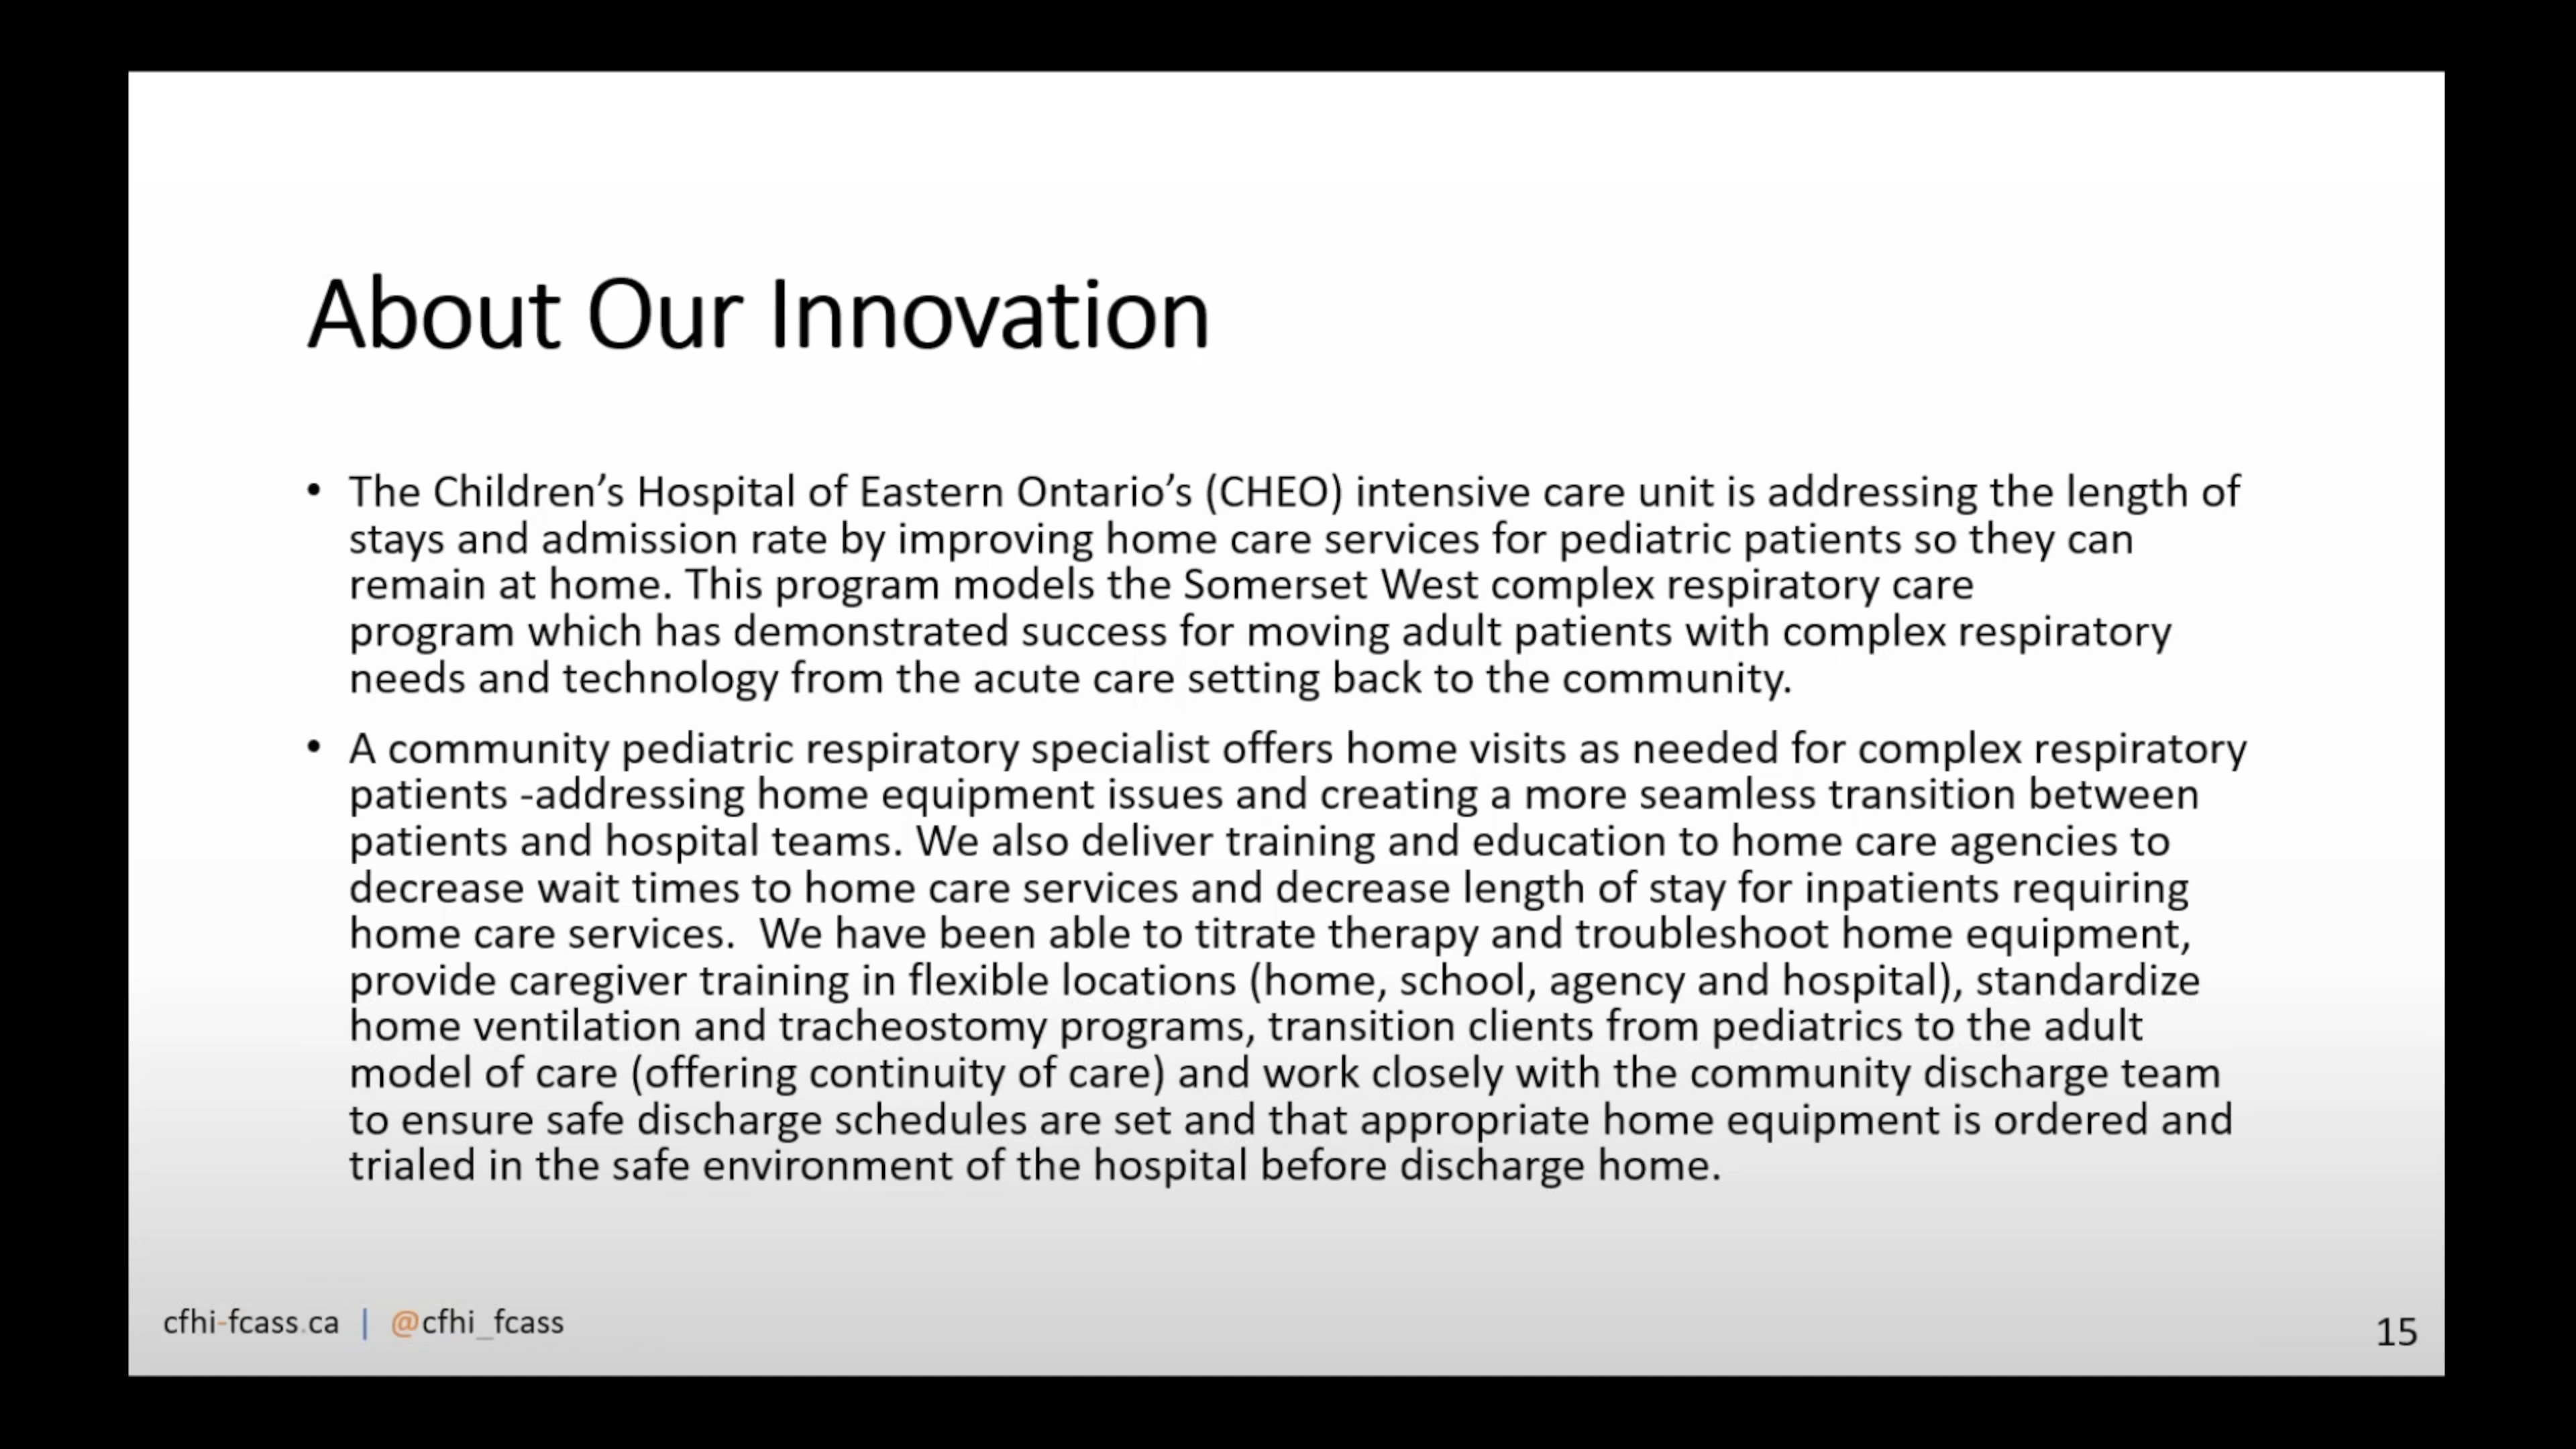 About Our Innovation
• The Children’s Hospital of Eastern Ontario’s (CHEO) intensive care unit is addressing the length of
stays and admission rate by improving home care services for pediatric patients so they can
remain at home. This program models the Somerset West complex respiratory care
program which has demonstrated success for moving adult patients with complex respiratory
needs and technology from the acute care setting back to the community.
• A community pediatric respiratory specialist offers home visits as needed for complex respiratory
patients -addressing home equipment issues and creating a more seamless transition between
patients and hospital teams. We also deliver training and education to home care agencies to
decrease wait times to home care services and decrease length of stay for inpatients requiring
home care services.  We have been able to titrate therapy and troubleshoot home equipment,
provide caregiver training in flexible locations (home, school, agency and hospital), standardize
home ventilation and tracheostomy programs, transition clients from pediatrics to the adult
model of care (offering continuity of care) and work closely with the community discharge team
to ensure safe discharge schedules are set and that appropriate home equipment is ordered and
trialed in the safe environment of the hospital before discharge home.
cfhi-fcass.ca | @cfhi_fcass
15